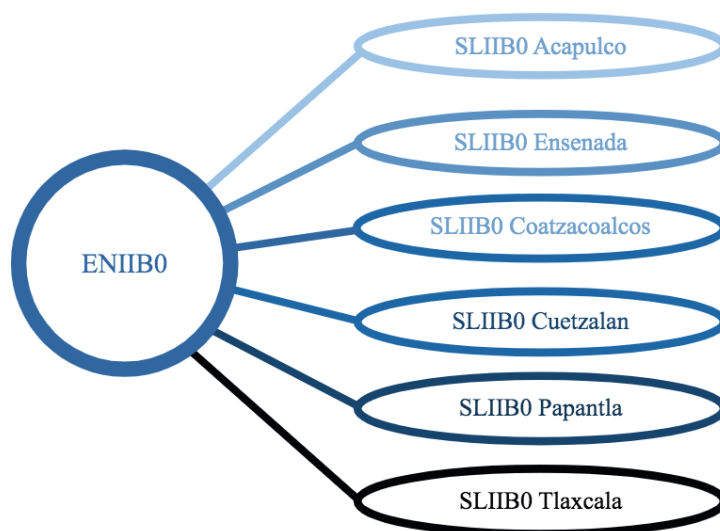 SLIIB0 Acapulco
SLIIB0 Ensenada
SLIIB0 Coatzacoalcos
ENIIB0
SLIIB0 Cuetzalan
SLIIB0 Papantla
SLIIB0 Tlaxcala